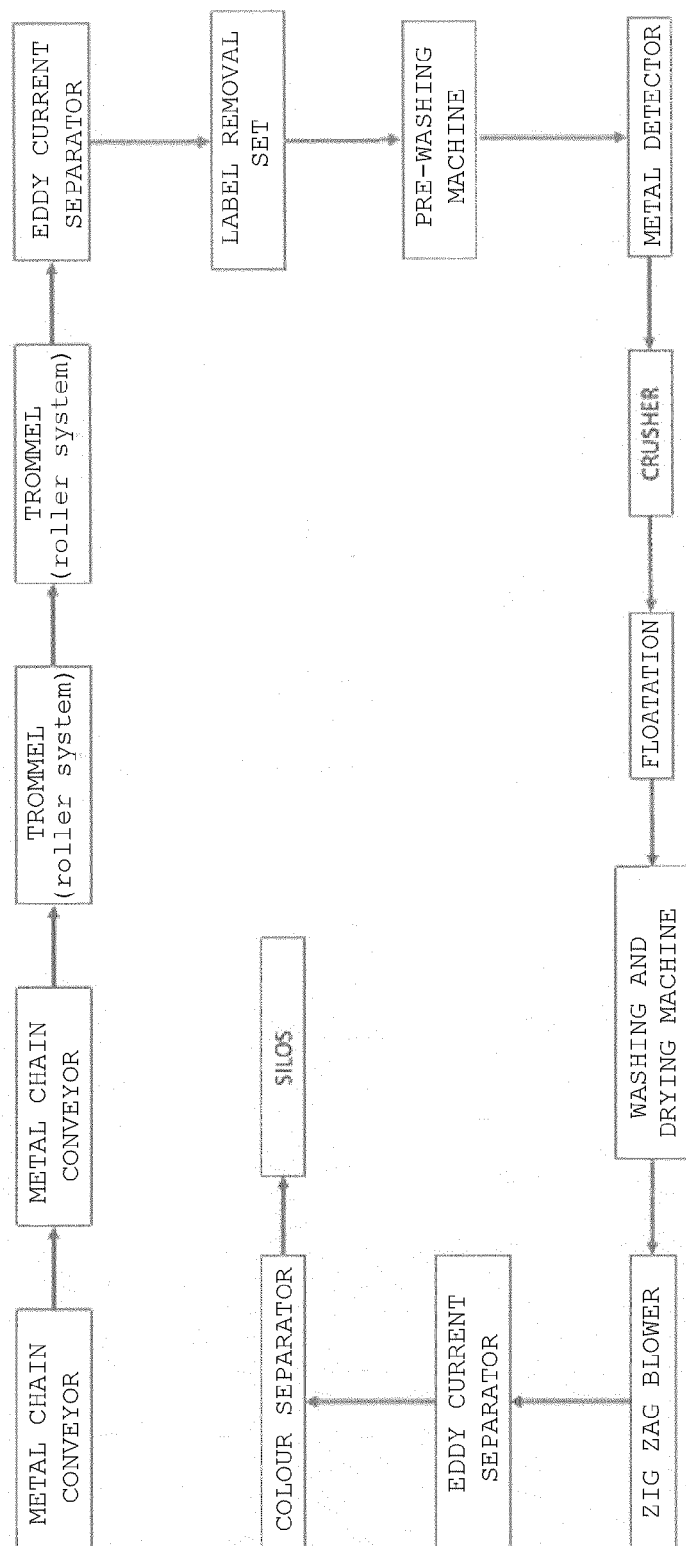 METAL CHAIN
CONVEYOR
METAL CHAIN
CONVEYOR
TROMMEL
(roller system)
TROMMEL
(roller system)
EDDY CURRENT
SEPARATOR
LABEL REMOVAL
SET
PRE-WASHING
MACHINE
METAL DETECTOR
CRUSHER
FLOATATION
WASHING AND
DRYING MACHINE
ZIG ZAG BLOWER
EDDY CURRENT
SEPARATOR
COLOUR SEPARATOR
SILOS